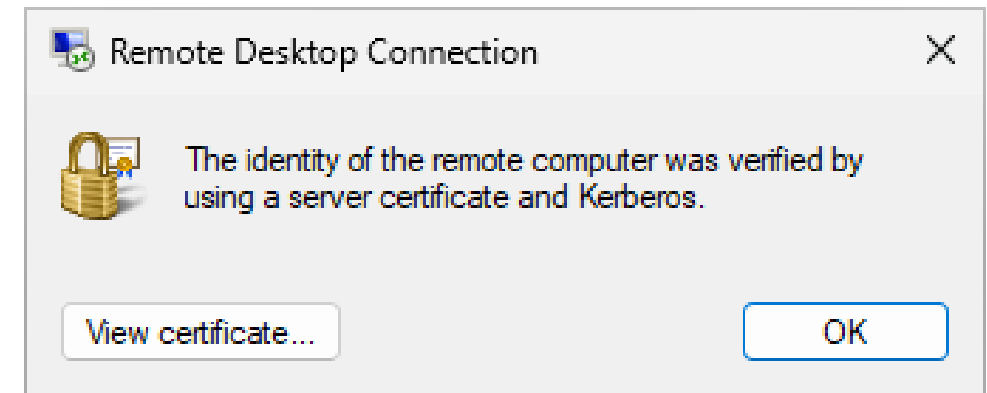 Remote Desktop Connection
The identity of the remote computer was verified by
using a server certificate and Kerberos.
View certificate...
OK